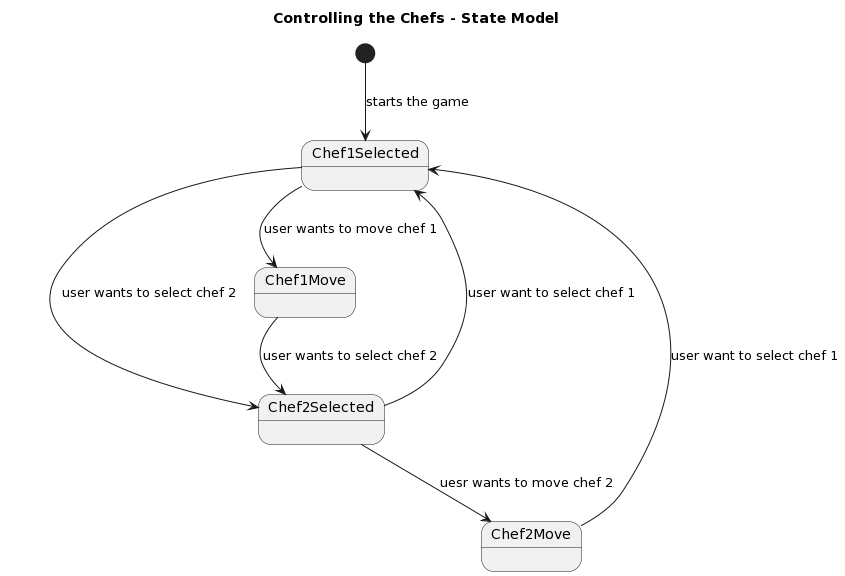 Controlling the Chefs - State Model
starts the game
Chef1Selected
user wants to move chef 1
Chef1Move
user wants to select chef 2
user want to select chef 1
user wants to select chef 2
user want to select chef 1
Chef2Selected
uesr wants to move chef 2
Chef2Move